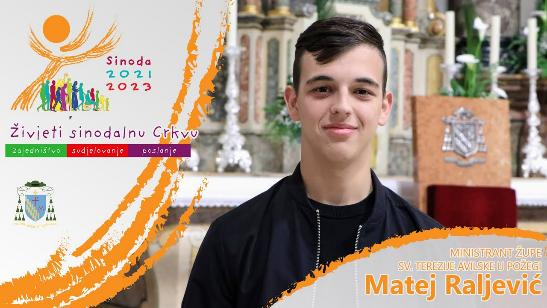 Sinoda
2021
2023
Živjeti sinodalnu Crkvu
zajedništvo sudjelovanje poslanje
MINISTRANT ŽUPE
SV. TEREZIJE AVILSKE U POŽEGI
Matej Raljević